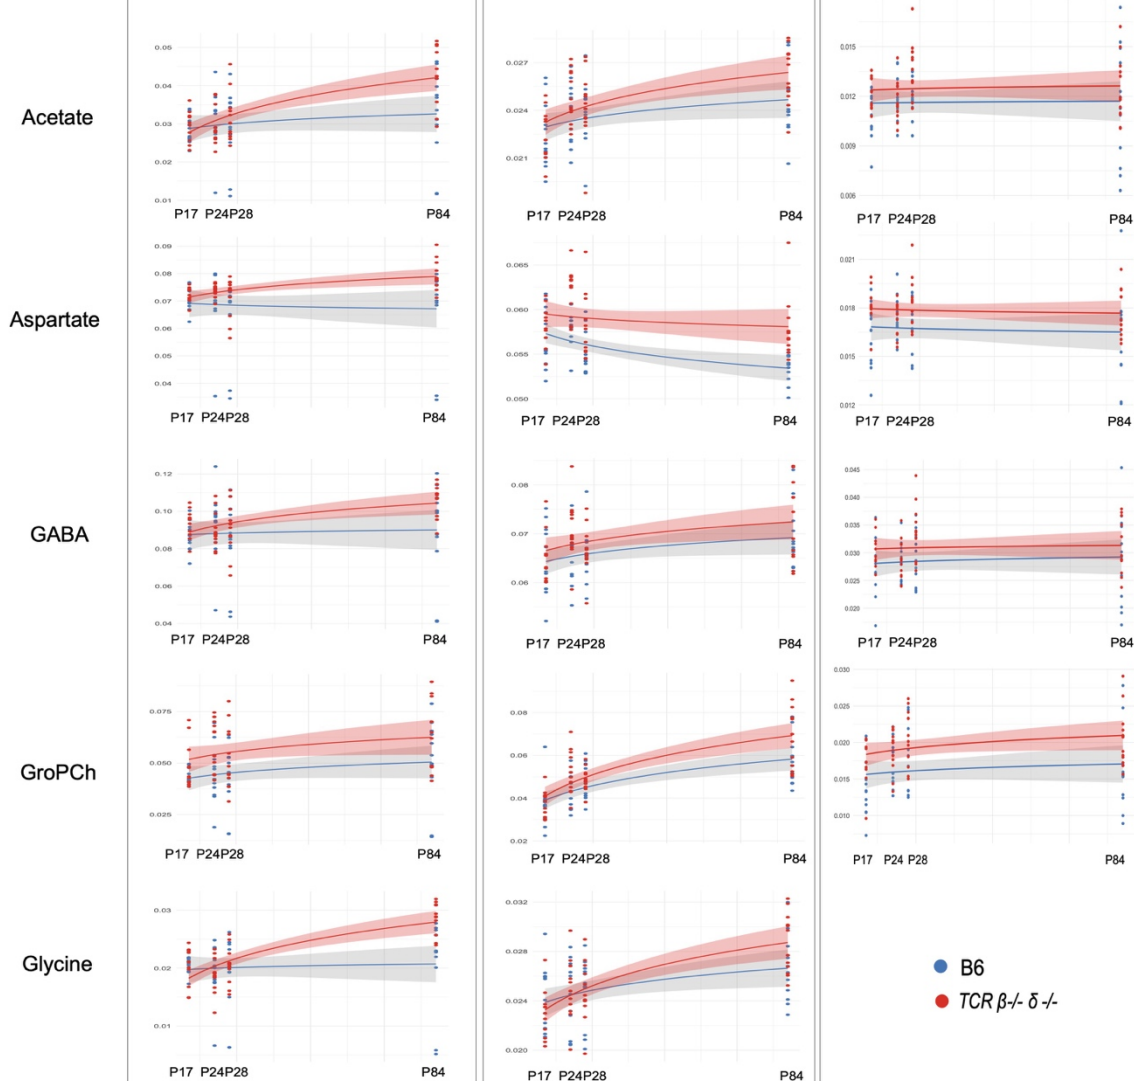 Acetate
0.05
0.04
0.03
0.02
0.01
P17 P24P28 P84
0.027
0.024
0.021
P17 P24P28 P84
0.015
0.012
0.009
0.006
P17 P24P28 P84
Aspartate
0.09
0.08
0.07
0.06
0.05
0.04
P17 P24P28 P84
0.065
0.060
0.055
0.050
P17 P24P28 P84
0.021
0.018
0.015
0.012
P17 P24P28 P84
GABA
0.12
0.10
0.08
0.06
0.04
P17 P24P28 P84
0.08
0.07
0.06
P17 P24P28 P84
0.045
0.040
0.035
0.030
0.025
0.020
P17 P24P28 P84
GroPCh
0.075
0.050
0.025
P17 P24P28 P84
0.08
0.06
0.04
0.02
P17 P24P28 P84
0.030
0.025
0.020
0.015
0.010
P17 P24 P28 P84
Glycine
0.03
0.02
0.01
P17 P24P28 P84
0.032
0.028
0.024
0.020
P17 P24P28 P84
B6
TCR β-/- δ -/-